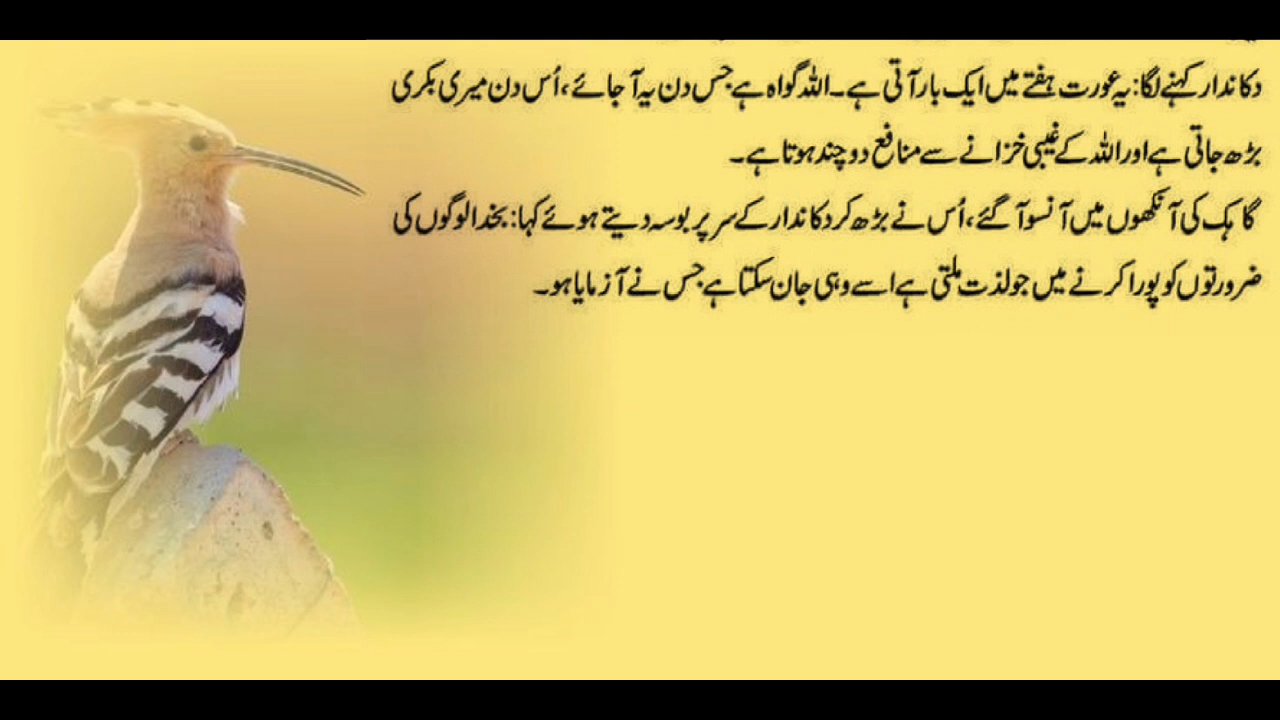 دکاندار کہنے لگا: یہ عورت ہفتے میں ایک بار آتی ہے۔ اللہ گواہ ہے جس دن یہ آ جائے، اُس دن میری بکری
بڑھ جاتی ہے اور اللہ کے غیبی خزانے سے منافع دو چند ہوتا ہے۔
گاہک کی آنکھوں میں آنسو آ گئے، اُس نے بڑھ کر دکاندار کے سر پر بوسہ دیتے ہوئے کہا: بخدا لوگوں کی
ضرورتوں کو پورا کرنے میں جو لذت ملتی ہے اسے وہی جان سکتا ہے جس نے آزمایا ہو۔